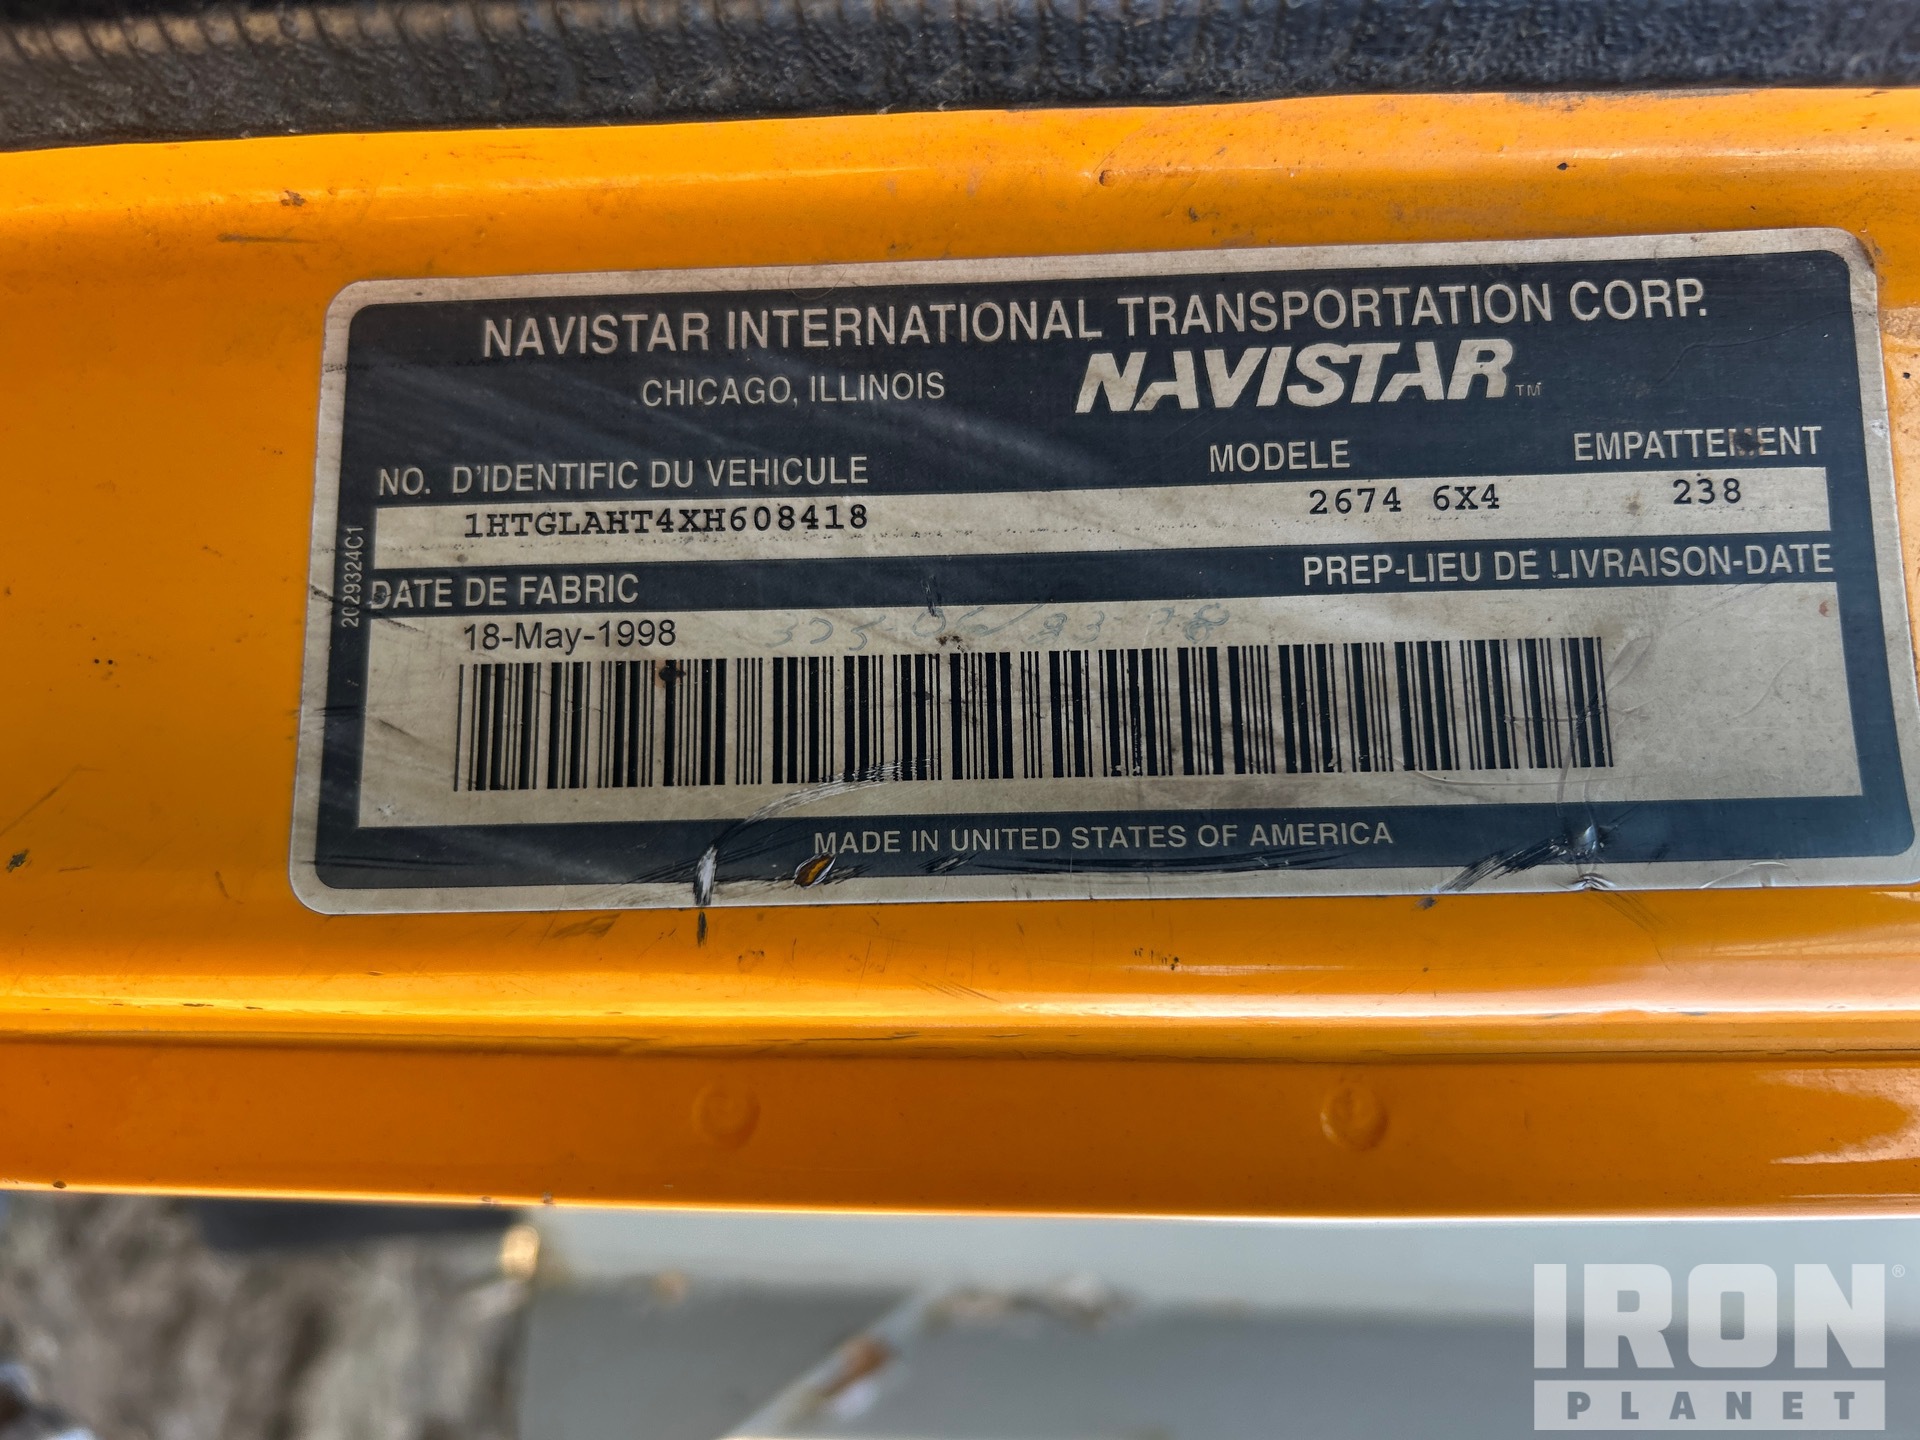 NAVISTAR INTERNATIONAL TRANSPORTATION CORP.
CHICAGO, ILLINOIS NAVISTAR™
NO. D'IDENTIFIC DU VEHICULE MODELE EMPATTEMENT
1HTGLAHT4XH608418 2674 6X4 238
DATE DE FABRIC PREP-LIEU DE LIVRAISON-DATE
18-May-1998
MADE IN UNITED STATES OF AMERICA
2029324C1
IRON®
PLANET